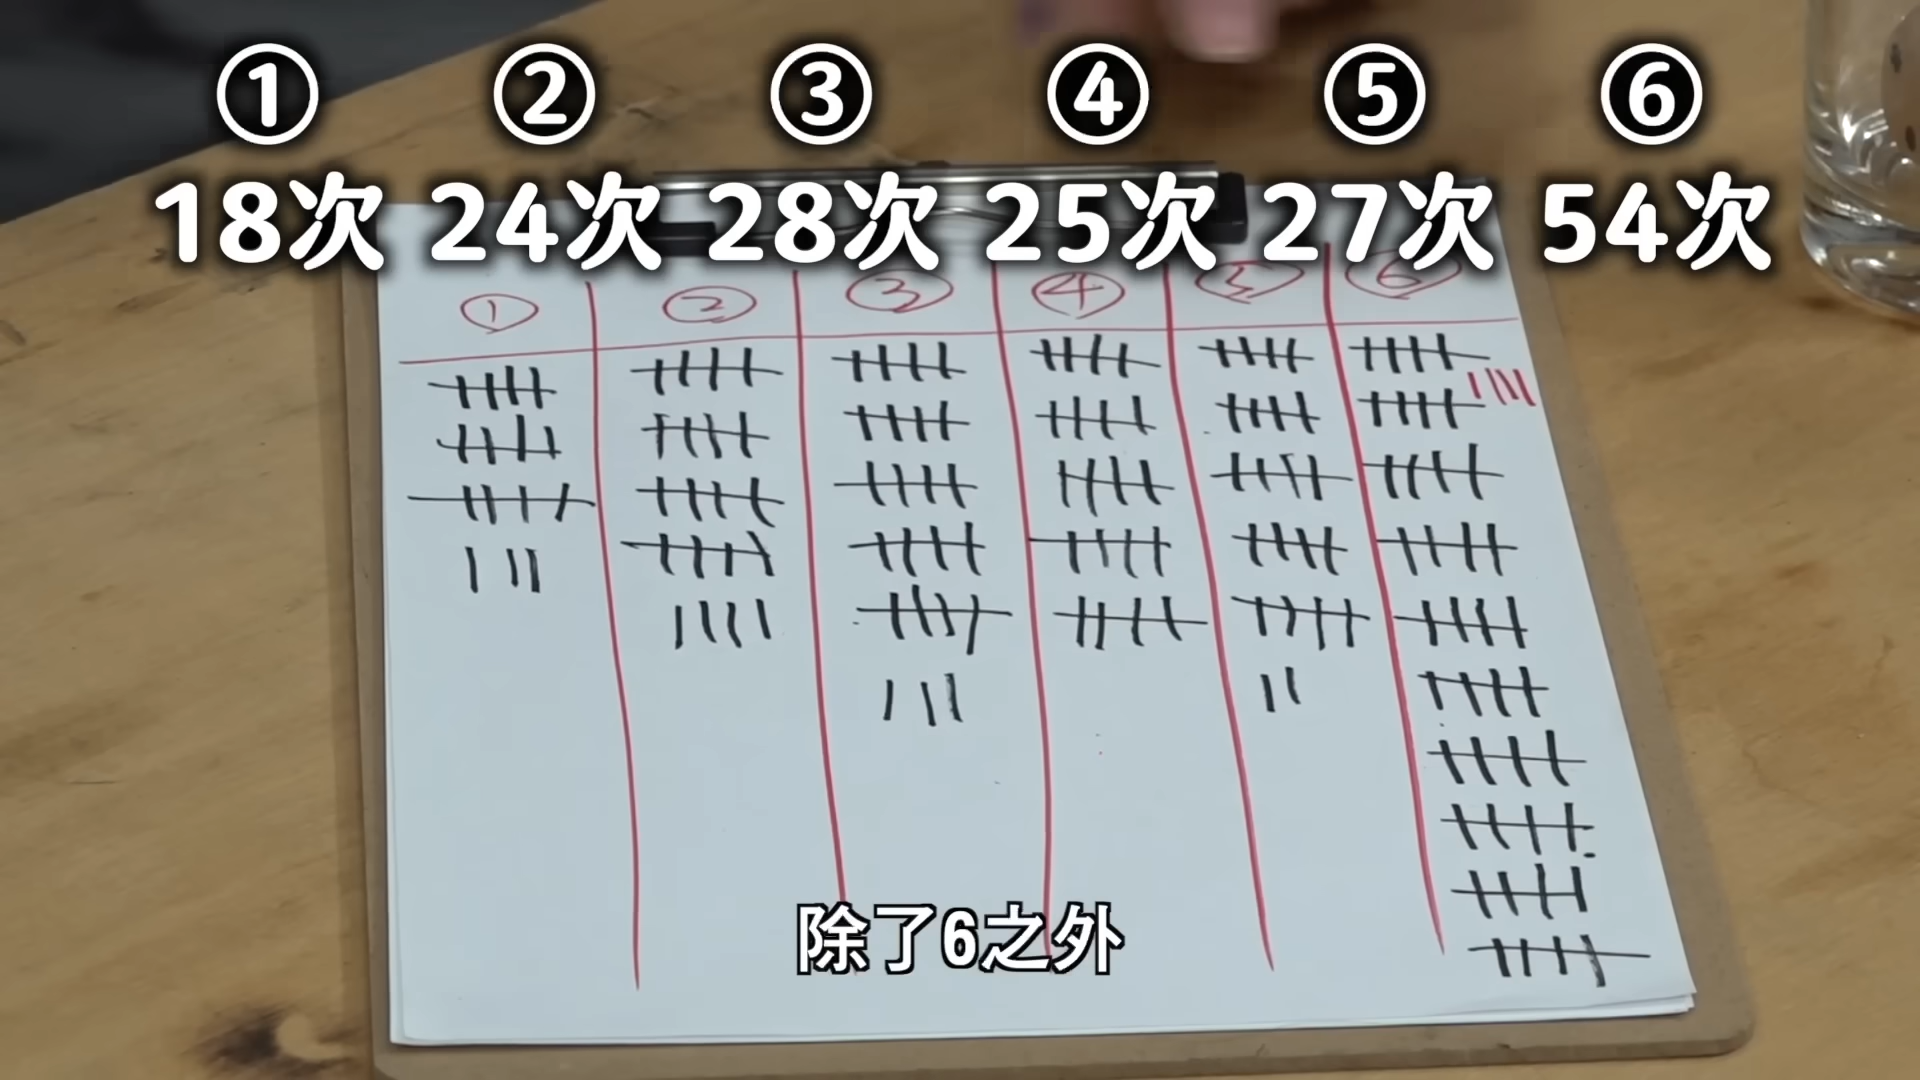 ① ② ③ ④ ⑤ ⑥
18次 24次 28次 25次 27次 54次
① ② ③ ④ ⑤ ⑥
除了6之外